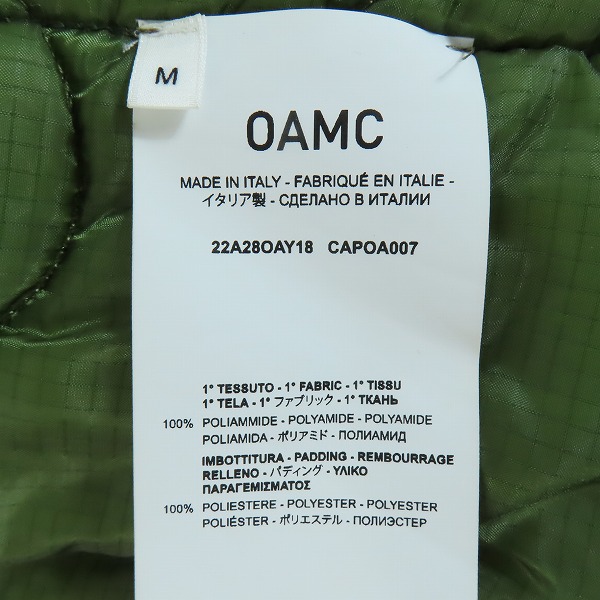 M
OAMC
MADE IN ITALY - FABRIQUÉ EN ITALIE -
イタリア製 - СДЕЛАНО В ИТАЛИИ
22A28OAY18 CAPOA007
1° TESSUTO - 1° FABRIC - 1° TISSU
1° TELA - 1° ファブリック - 1° ТКАНЬ
100% POLIAMMIDE - POLYAMIDE - POLYAMIDE
POLIAMIDA - ポリアミド - ПОЛИАМИД
IMBOTTITURA - PADDING - REMBOURRAGE
RELLENO - パディング - ΥΛΙΚΟ
ΠΑΡΑΓΕΜΙΣΜΑΤΟΣ
100% POLIESTERE - POLYESTER - POLYESTER
POLIÉSTER - ポリエステル - ПОЛИЭСТЕР